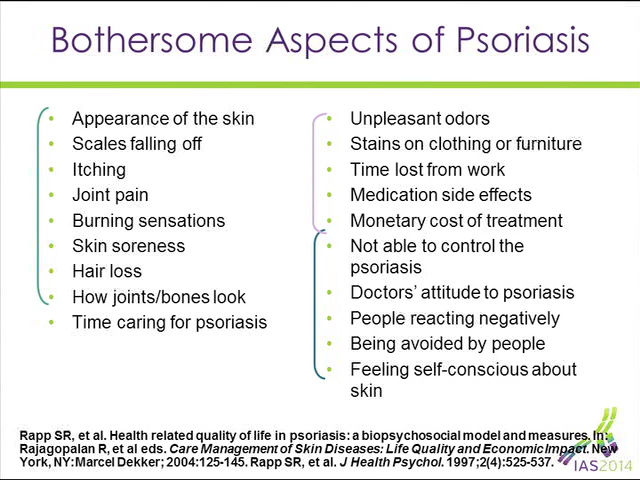 Bothersome Aspects of Psoriasis
• Appearance of the skin
• Scales falling off
• Itching
• Joint pain
• Burning sensations
• Skin soreness
• Hair loss
• How joints/bones look
• Time caring for psoriasis
• Unpleasant odors
• Stains on clothing or furniture
• Time lost from work
• Medication side effects
• Monetary cost of treatment
• Not able to control the
psoriasis
• Doctors' attitude to psoriasis
• People reacting negatively
• Being avoided by people
• Feeling self-conscious about
skin
Rapp SR, et al. Health related quality of life in psoriasis: a biopsychosocial model and measures. In:
Rajagopalan R, et al eds. Care Management of Skin Diseases: Life Quality and Economic Impact. New
York, NY: Marcel Dekker; 2004:125-145. Rapp SR, et al. J Health Psychol. 1997;2(4):525-537.
IAS2014